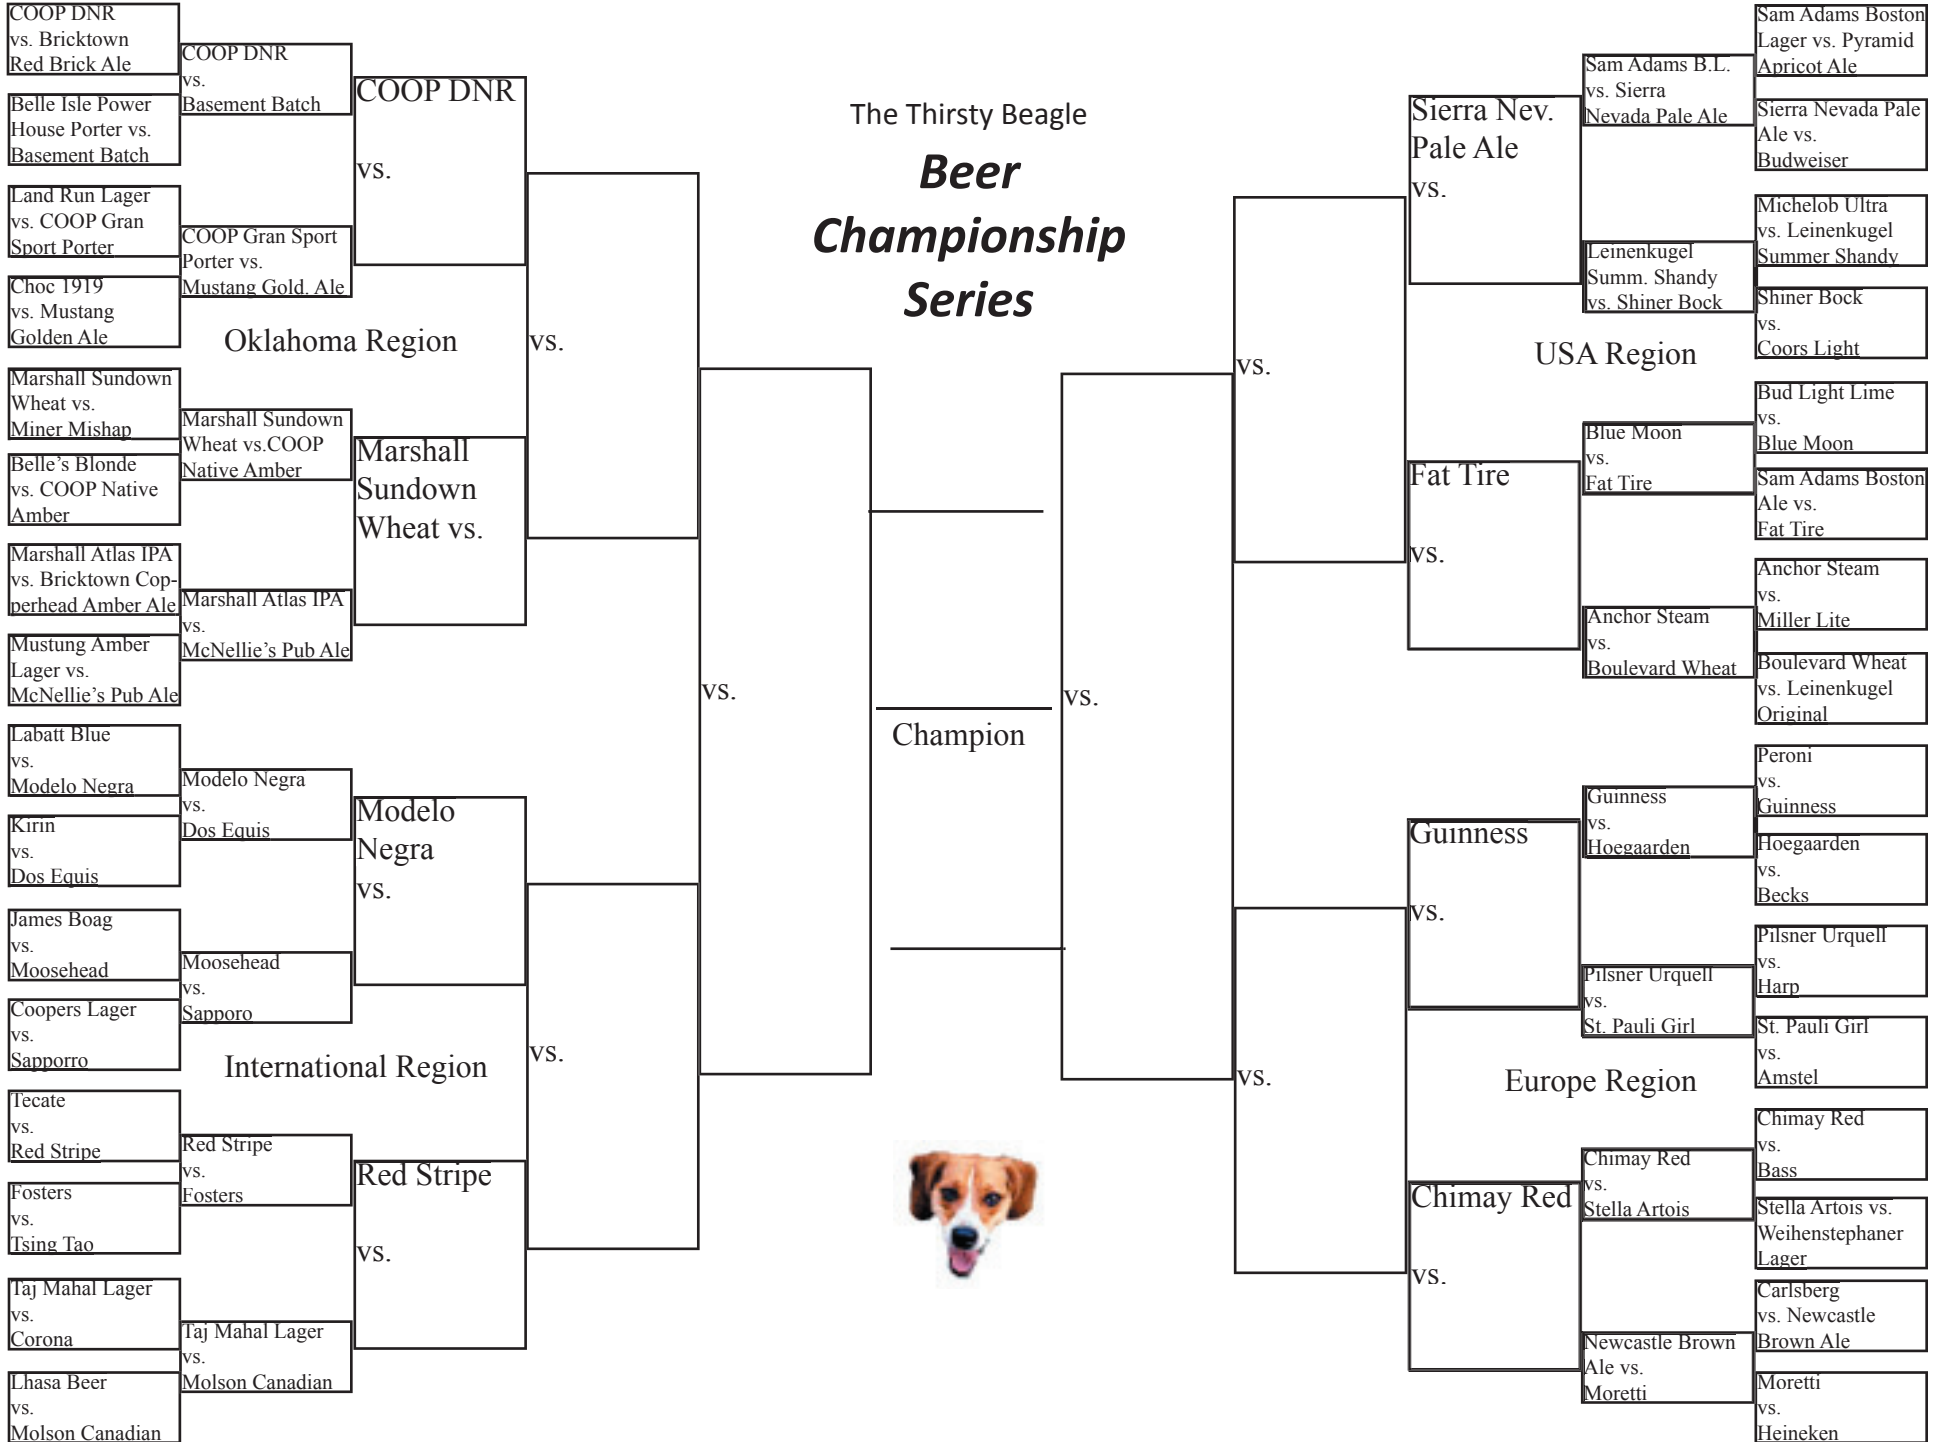 COOP DNR
vs. Bricktown
Red Brick Ale
Belle Isle Power
House Porter vs.
Basement Batch
Land Run Lager
vs. COOP Gran
Sport Porter
Choc 1919
vs. Mustang
Golden Ale
Marshall Sundown
Wheat vs.
Miner Mishap
Belle's Blonde
vs. COOP Native
Amber
Marshall Atlas IPA
vs. Bricktown Cop-
perhead Amber Ale
Mustung Amber
Lager vs.
McNellie's Pub Ale
Labatt Blue
vs.
Modelo Negra
Kirin
vs.
Dos Equis
James Boag
vs.
Moosehead
Coopers Lager
vs.
Sapporro
Tecate
vs.
Red Stripe
Fosters
vs.
Tsing Tao
Taj Mahal Lager
vs.
Corona
Lhasa Beer
vs.
Molson Canadian
COOP DNR
vs.
Basement Batch
COOP Gran Sport
Porter vs.
Mustang Gold. Ale
Oklahoma Region
Marshall Sundown
Wheat vs.COOP
Native Amber
Marshall Atlas IPA
vs.
McNellie's Pub Ale
Modelo Negra
vs.
Dos Equis
Moosehead
vs.
Sapporo
International Region
Red Stripe
vs.
Fosters
Taj Mahal Lager
vs.
Molson Canadian
COOP DNR
vs.
Marshall
Sundown
Wheat vs.
Modelo
Negra
vs.
Red Stripe
vs.
vs.
vs.
vs.
The Thirsty Beagle
Beer
Championship
Series
Champion
vs.
vs.
vs.
Sierra Nev.
Pale Ale
vs.
Fat Tire
vs.
Guinness
vs.
Chimay Red
vs.
Sam Adams B.L.
vs. Sierra
Nevada Pale Ale
Leinenkugel
Summ. Shandy
vs. Shiner Bock
USA Region
Blue Moon
vs.
Fat Tire
Anchor Steam
vs.
Boulevard Wheat
Guinness
vs.
Hoegaarden
Pilsner Urquell
vs.
St. Pauli Girl
Europe Region
Chimay Red
vs.
Stella Artois
Newcastle Brown
Ale vs.
Moretti
Sam Adams Boston
Lager vs. Pyramid
Apricot Ale
Sierra Nevada Pale
Ale vs.
Budweiser
Michelob Ultra
vs. Leinenkugel
Summer Shandy
Shiner Bock
vs.
Coors Light
Bud Light Lime
vs.
Blue Moon
Sam Adams Boston
Ale vs.
Fat Tire
Anchor Steam
vs.
Miller Lite
Boulevard Wheat
vs. Leinenkugel
Original
Peroni
vs.
Guinness
Hoegaarden
vs.
Becks
Pilsner Urquell
vs.
Harp
St. Pauli Girl
vs.
Amstel
Chimay Red
vs.
Bass
Stella Artois vs.
Weihenstephaner
Lager
Carlsberg
vs. Newcastle
Brown Ale
Moretti
vs.
Heineken